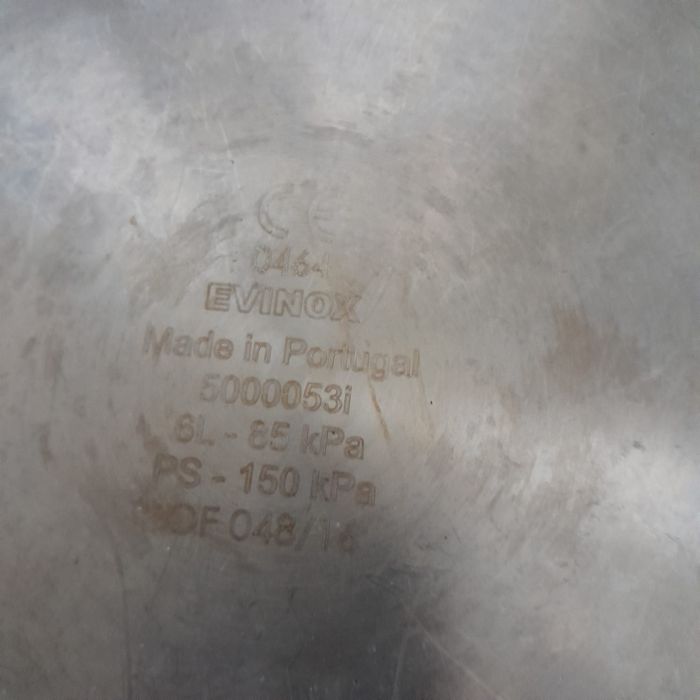 CE
0464
EVINOX
Made in Portugal
5000053i
6L - 85 kPa
PS - 150 kPa
048/16